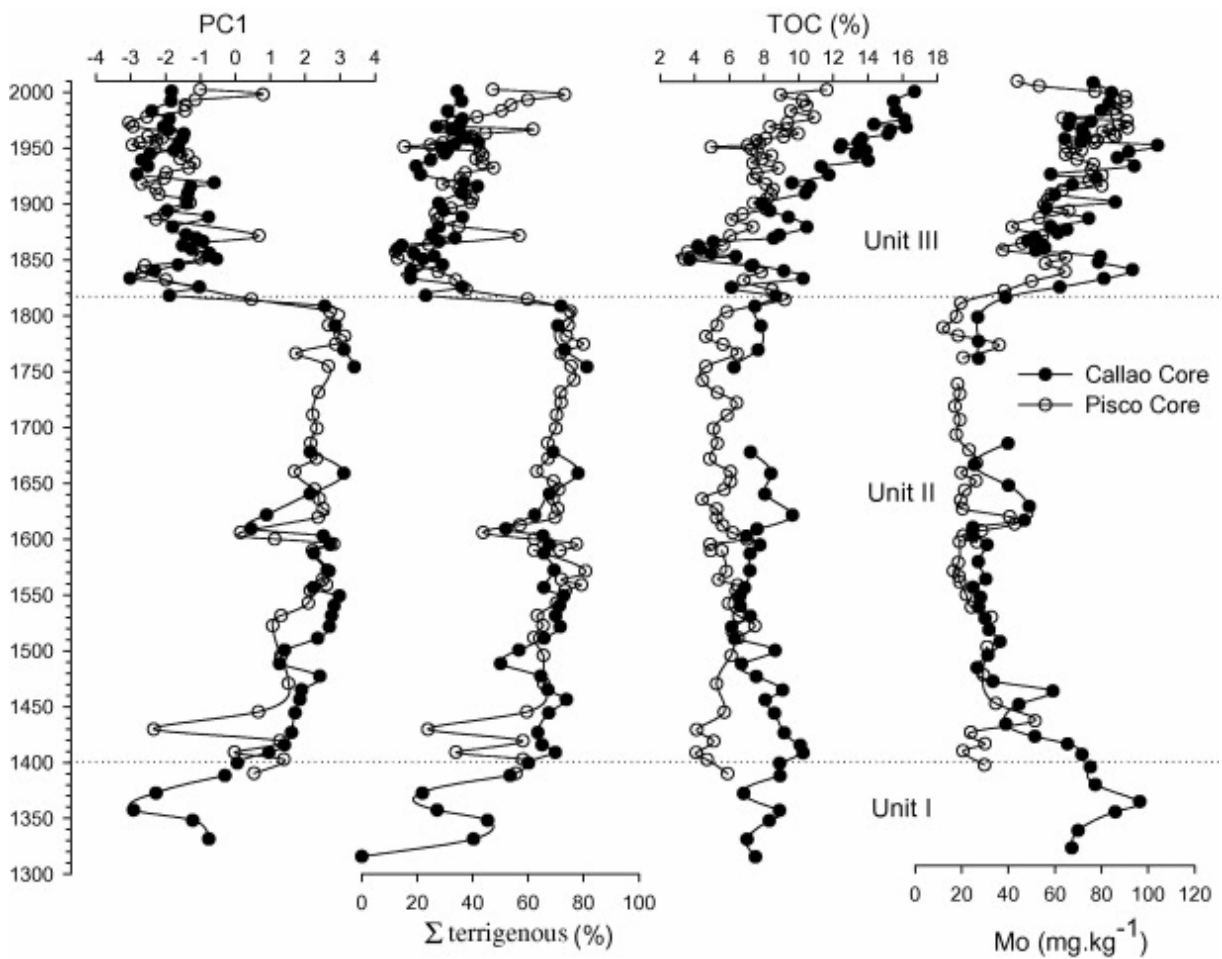 PC1 TOC (%)
-4 -3 -2 -1 0 1 2 3 4 2 4 6 8 10 12 14 16 18
2000
1950
1900
Unit III
1850
1800
1750
Callao Core
Pisco Core
1700
1650
Unit II
1600
1550
1500
1450
1400
1350
Unit I
1300
0 20 40 60 80 100 0 20 40 60 80 100 120
Σ terrigenous (%) Mo (mg.kg-1)